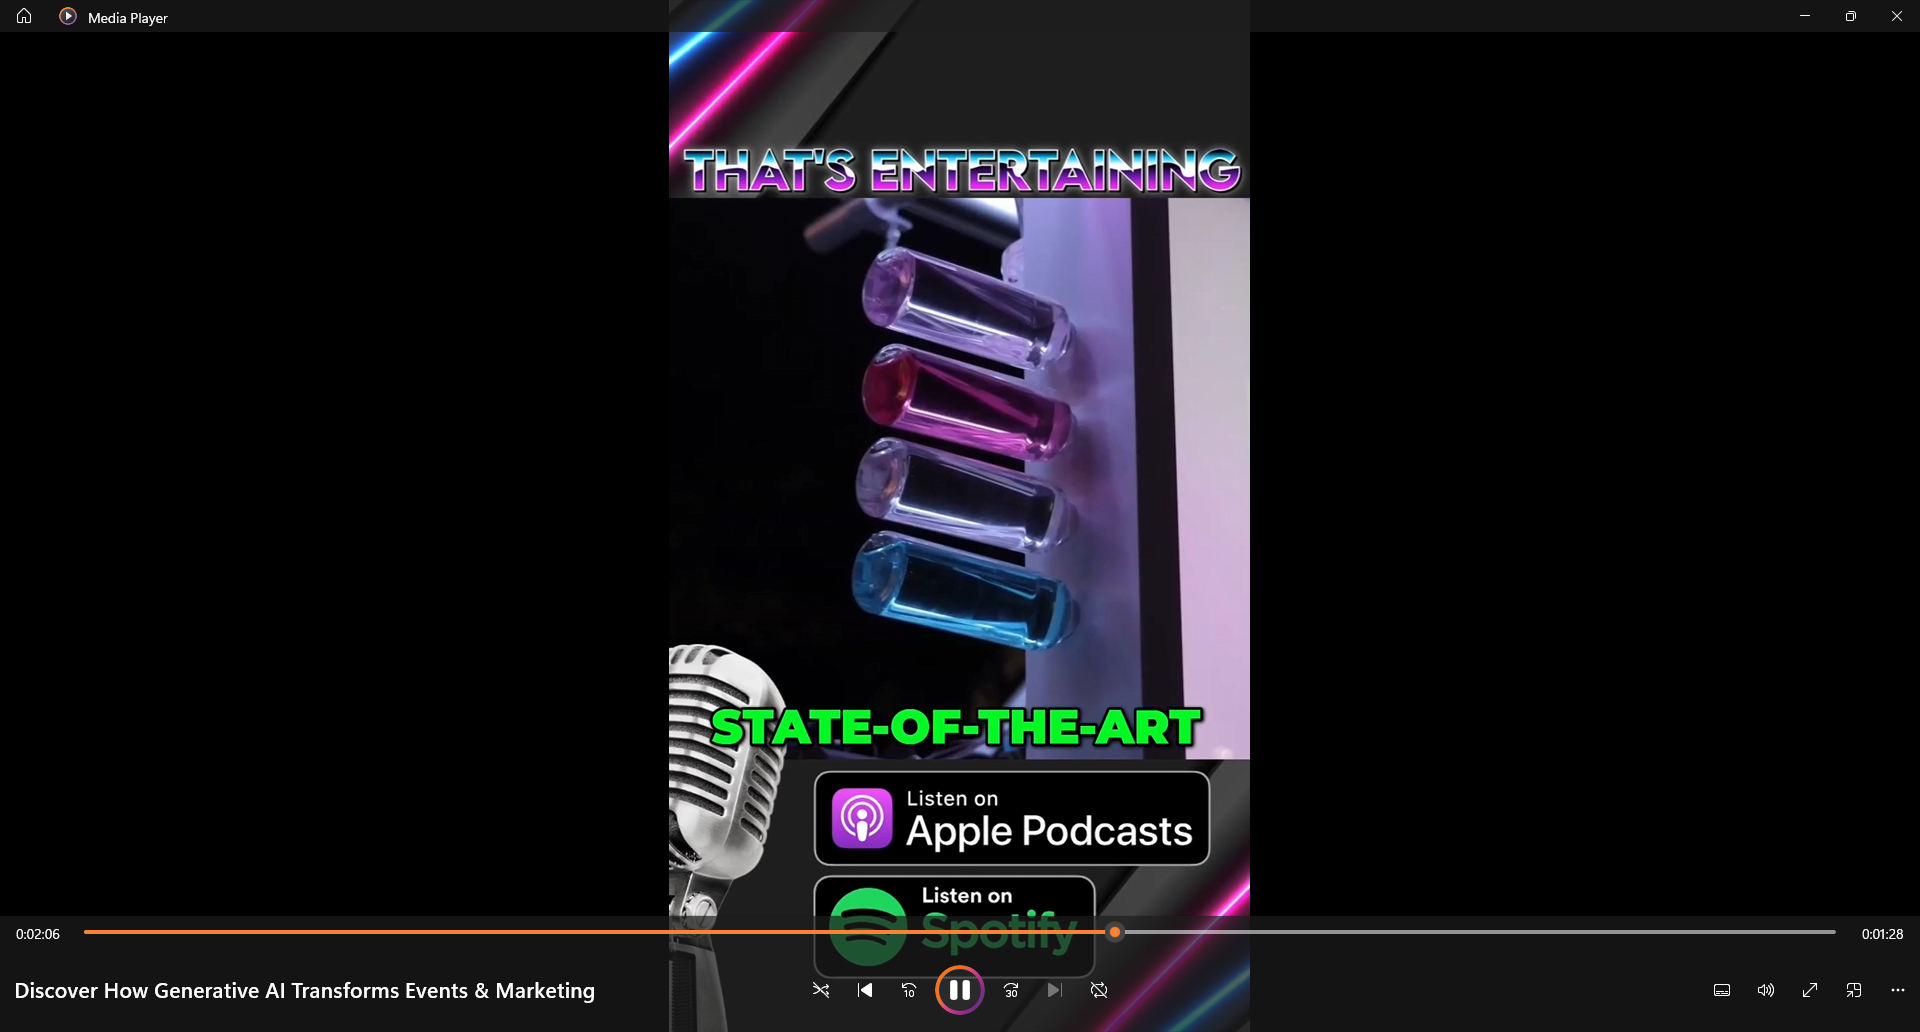 Media Player
THAT'S ENTERTAINING
STATE-OF-THE-ART
Listen on
Apple Podcasts
Listen on
Spotify
0:02:06
0:01:28
Discover How Generative AI Transforms Events & Marketing
10
30